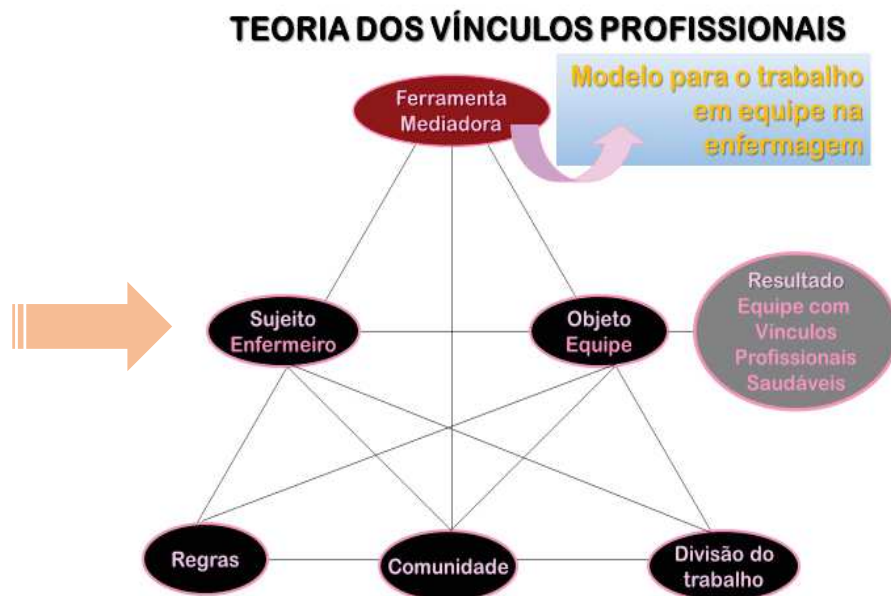 TEORIA DOS VÍNCULOS PROFISSIONAIS
Ferramenta
Mediadora
Modelo para o trabalho
em equipe na
enfermagem
Sujeito
Enfermeiro
Objeto
Equipe
Resultado
Equipe com
Vínculos
Profissionais
Saudáveis
Regras
Comunidade
Divisão do
trabalho